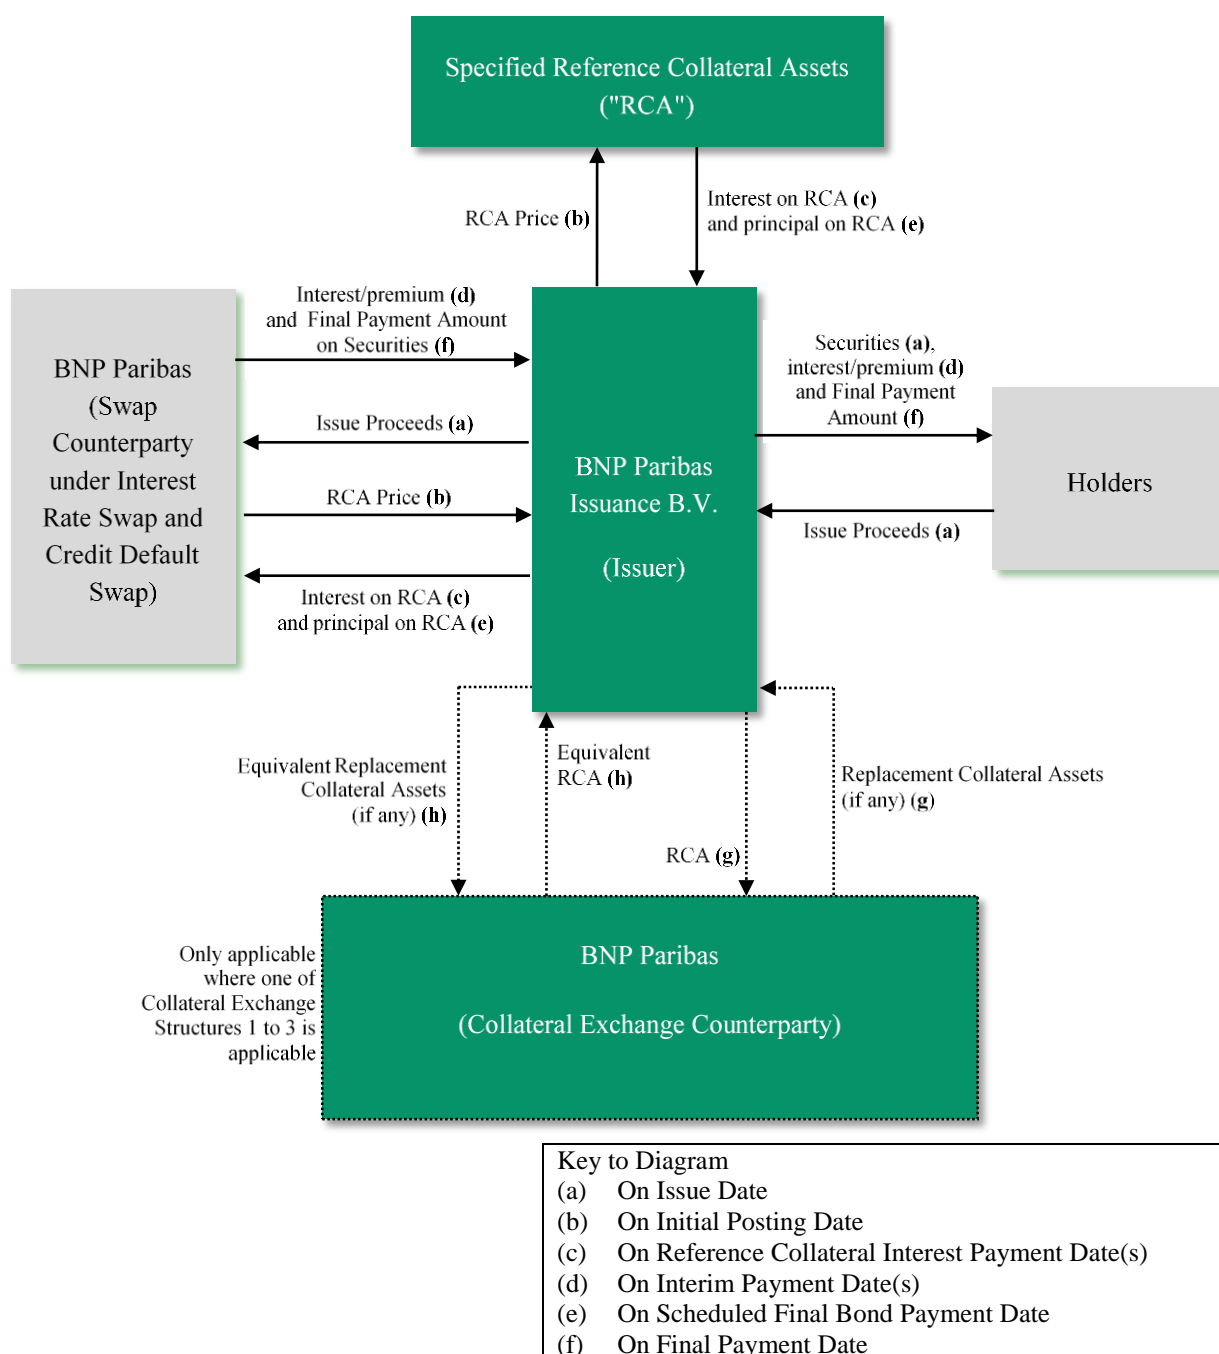 Specified Reference Collateral Assets
("RCA")
RCA Price (b)
Interest on RCA (c)
and principal on RCA (e)
Interest/premium (d)
and Final Payment Amount
on Securities (f)
Issue Proceeds (a)
RCA Price (b)
Interest on RCA (c)
and principal on RCA (e)
BNP Paribas
(Swap
Counterparty
under Interest
Rate Swap and
Credit Default
Swap)
BNP Paribas
Issuance B.V.
(Issuer)
Securities (a),
interest/premium (d)
and Final Payment
Amount (f)
Issue Proceeds (a)
Holders
Equivalent Replacement
Collateral Assets
(if any) (h)
Equivalent
RCA (h)
RCA (g)
Replacement Collateral Assets
(if any) (g)
Only applicable
where one of
Collateral Exchange
Structures 1 to 3 is
applicable
BNP Paribas
(Collateral Exchange Counterparty)
Key to Diagram
(a) On Issue Date
(b) On Initial Posting Date
(c) On Reference Collateral Interest Payment Date(s)
(d) On Interim Payment Date(s)
(e) On Scheduled Final Bond Payment Date
(f) On Final Payment Date